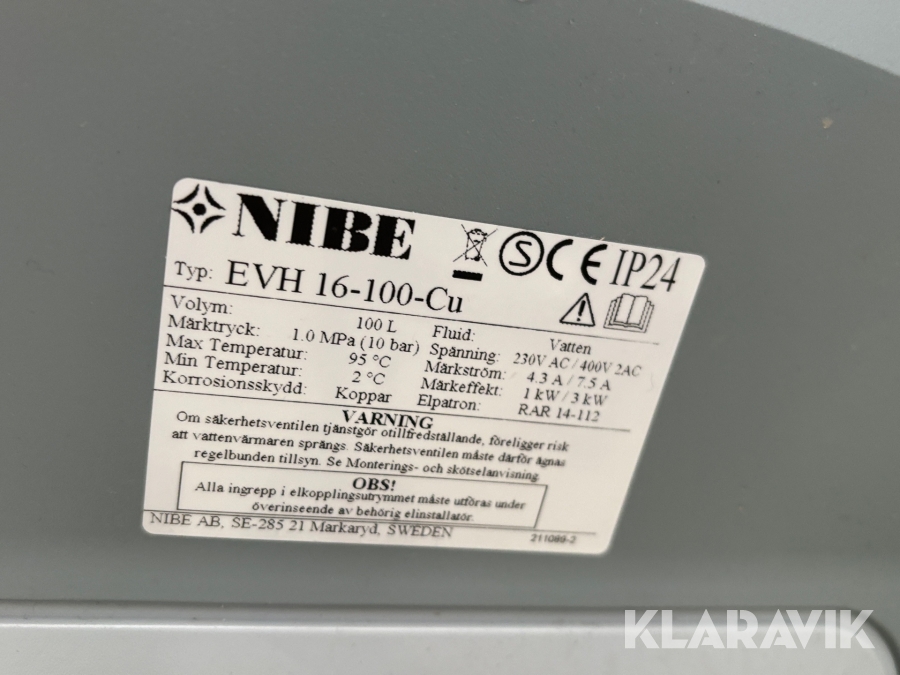 NIBE
IP24
Typ: EVH 16-100-Cu
Volym: 100 L
Märktryck: 1.0 MPa (10 bar)
Max Temperatur: 95 °C
Min Temperatur: 2 °C
Korrosionsskydd: Koppar
Fluid: Vatten
Spänning: 230V AC / 400V 2AC
Märkström: 4.3 A / 7.5 A
Märkeffekt: 1 kW / 3 kW
Elpatron: RAR 14-112
VARNING
Om säkerhetsventilen tjänstgör otillfredställande, föreligger risk
att vattenvärmaren sprängs. Säkerhetsventilen måste därför ägnas
regelbunden tillsyn. Se Monterings- och skötselanvisning.
OBS!
Alla ingrepp i elkopplingsutrymmet måste utföras under
överinseende av behörig elinstallatör.
NIBE AB, SE-285 21 Markaryd, SWEDEN
211089-2
KLARAVIK